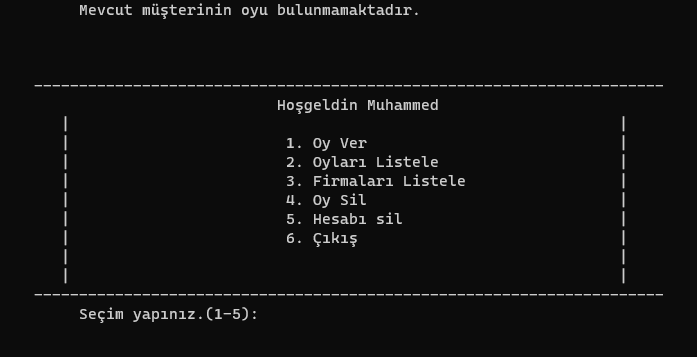 Mevcut müşterinin oyu bulunmamaktadır.
Hoşgeldin Muhammed
1. Oy Ver
2. Oyları Listele
3. Firmaları Listele
4. Oy Sil
5. Hesabı sil
6. Çıkış
Seçim yapınız.(1-5):